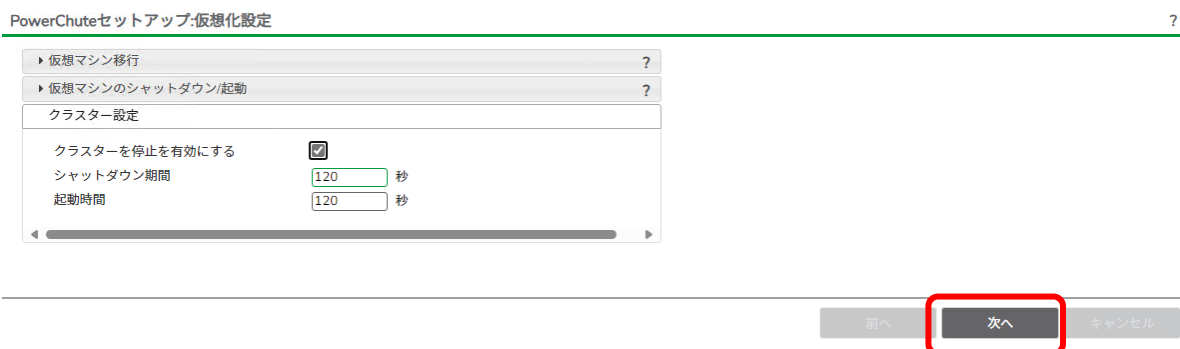 PowerChuteセットアップ:仮想化設定 ?
仮想マシン移行 ?
仮想マシンのシャットダウン/起動 ?
クラスター設定
クラスターを停止を有効にする
シャットダウン期間 120 秒
起動時間 120 秒
前へ 次へ キャンセル